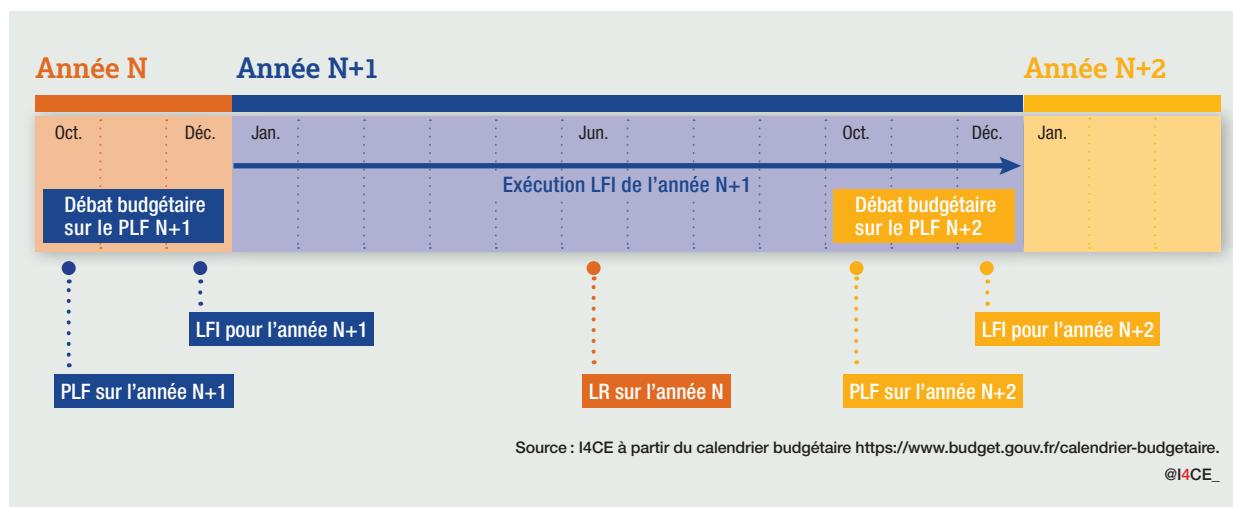 Année N
Année N+1
Année N+2
Oct.
Déc.
Jan.
Jun.
Oct.
Déc.
Jan.
Exécution LFI de l'année N+1
Débat budgétaire
sur le PLF N+1
Débat budgétaire
sur le PLF N+2
LFI pour l'année N+1
LFI pour l'année N+2
PLF sur l'année N+1
LR sur l'année N
PLF sur l'année N+2
Source : I4CE à partir du calendrier budgétaire https://www.budget.gouv.fr/calendrier-budgetaire.
@I4CE_